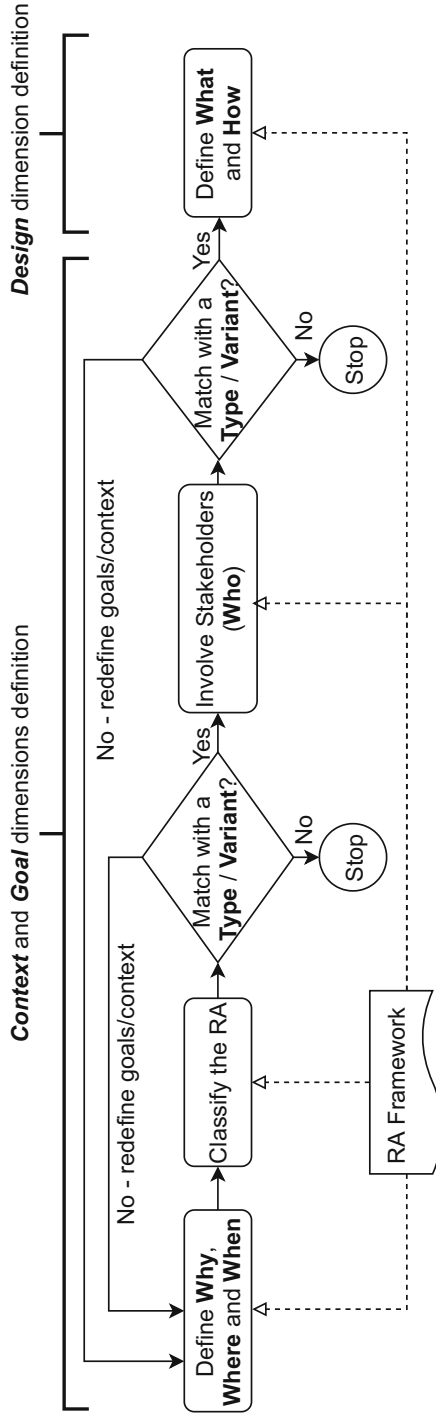 Context and Goal dimensions definition
Design dimension definition
No - redefine goals/context
No - redefine goals/context
Define Why,
Where and When
Classify the RA
Match with a
Type / Variant?
Yes
No
Stop
Involve Stakeholders
(Who)
Match with a
Type / Variant?
Yes
No
Stop
Define What
and How
RA Framework